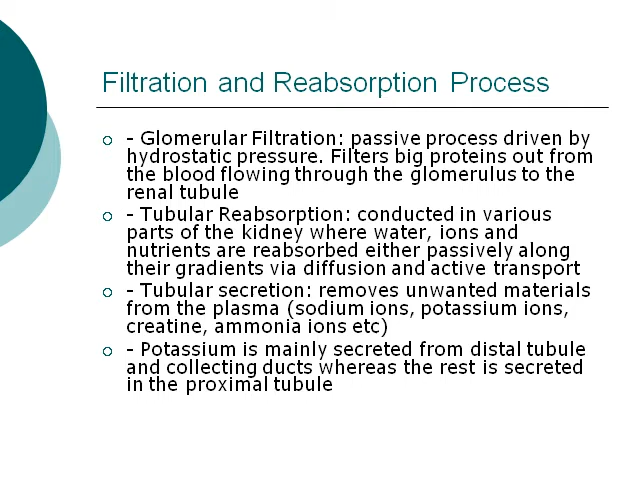 Filtration and Reabsorption Process
- Glomerular Filtration: passive process driven by
hydrostatic pressure. Filters big proteins out from
the blood flowing through the glomerulus to the
renal tubule
- Tubular Reabsorption: conducted in various
parts of the kidney where water, ions and
nutrients are reabsorbed either passively along
their gradients via diffusion and active transport
- Tubular secretion: removes unwanted materials
from the plasma (sodium ions, potassium ions,
creatine, ammonia ions etc)
- Potassium is mainly secreted from distal tubule
and collecting ducts whereas the rest is secreted
in the proximal tubule